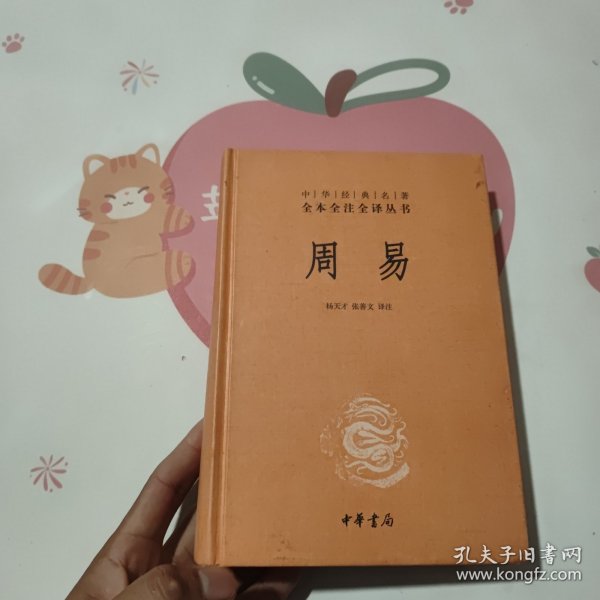 中华经典名著
全本全注全译丛书
周易
杨天才 张善文 译注
中華書局
孔夫子旧书网
www.kongfz.com